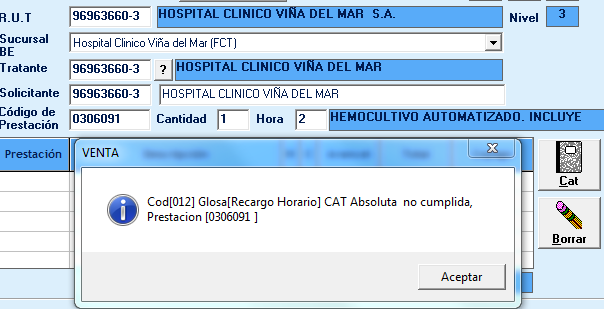 R.U.T 96963660-3 HOSPITAL CLINICO VIÑA DEL MAR S.A. Nivel 3
Sucursal BE Hospital Clinico Viña del Mar (FCT)
Tratante 96963660-3 ? HOSPITAL CLINICO VIÑA DEL MAR
Solicitante 96963660-3 HOSPITAL CLINICO VIÑA DEL MAR
Código de Prestación 0306091 Cantidad 1 Hora 2 HEMOCULTIVO AUTOMATIZADO. INCLUYE
Prestación
VENTA
Cod[012] Glosa[Recargo Horario] CAT Absoluta no cumplida,
Prestacion [0306091 ]
Aceptar
Cat
Borrar